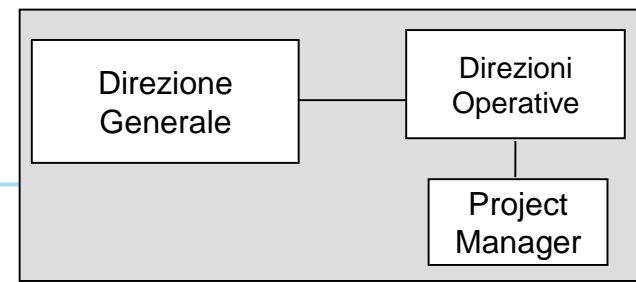 Direzione
Generale
Direzioni
Operative
Project
Manager